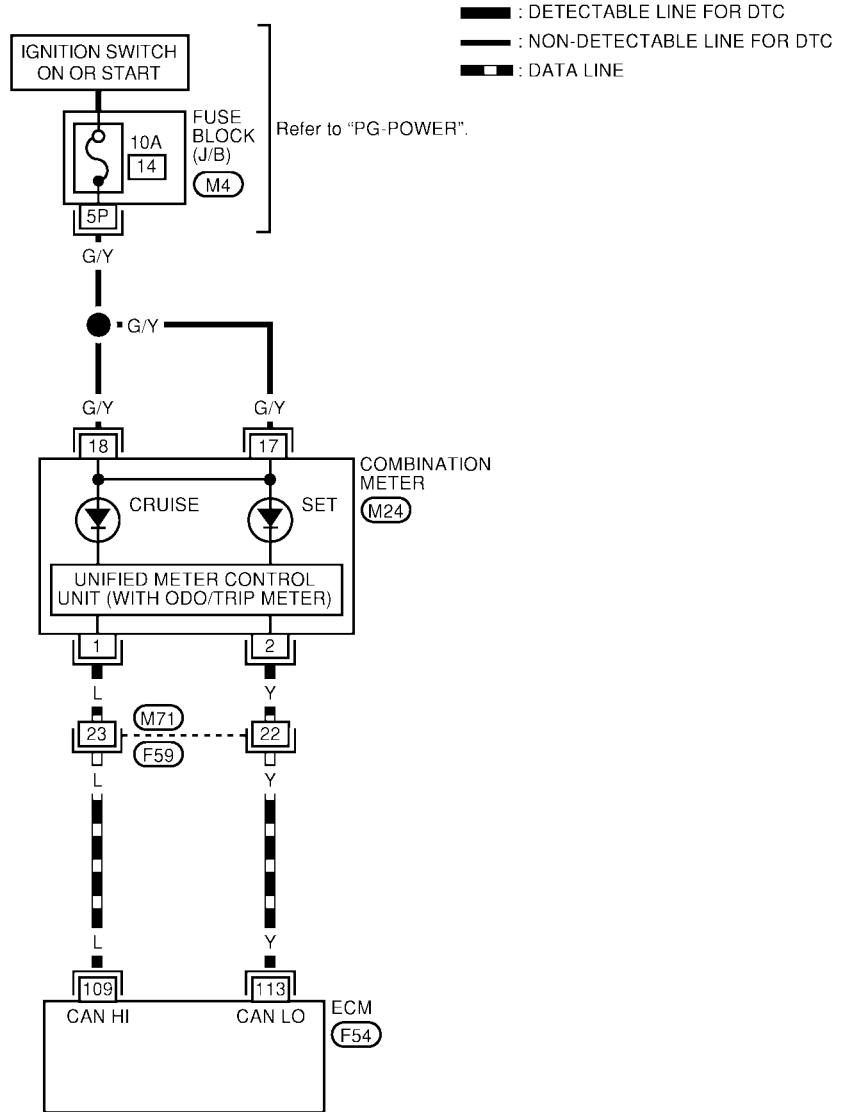 : DETECTABLE LINE FOR DTC
: NON-DETECTABLE LINE FOR DTC
: DATA LINE
IGNITION SWITCH
ON OR START
FUSE
BLOCK
(J/B)
M4
10A
14
Refer to "PG-POWER".
5P
G/Y
G/Y
G/Y
G/Y
18
17
COMBINATION
METER
M24
CRUISE
SET
UNIFIED METER CONTROL
UNIT (WITH ODO/TRIP METER)
1
2
L
Y
23
M71
F59
22
L
Y
L
Y
109
113
CAN HI
CAN LO
ECM
F54